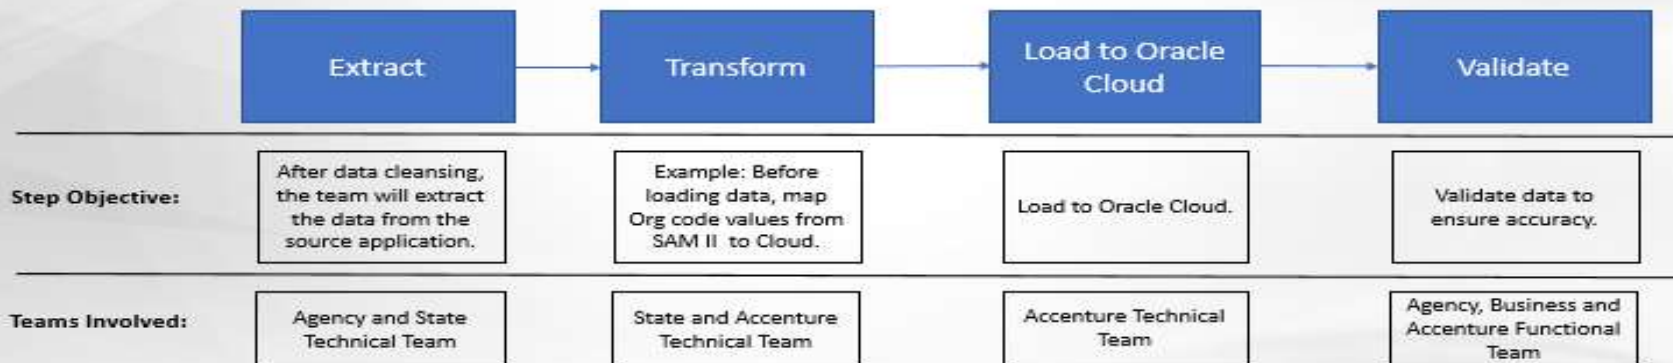 Extract
Transform
Load to Oracle
Cloud
Validate
Step Objective:
After data cleansing,
the team will extract
the data from the
source application.
Example: Before
loading data, map
Org code values from
SAM II to Cloud.
Load to Oracle Cloud.
Validate data to
ensure accuracy.
Teams Involved:
Agency and State
Technical Team
State and Accenture
Technical Team
Accenture Technical
Team
Agency, Business and
Accenture Functional
Team